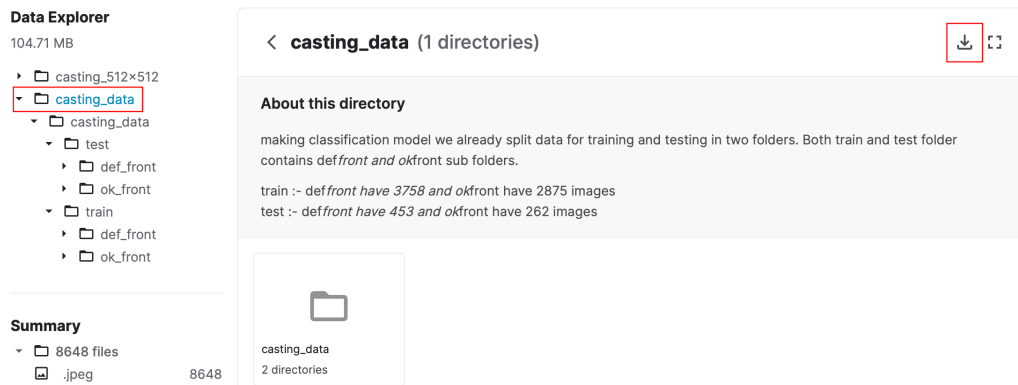 Data Explorer
104.71 MB
casting_512x512
casting_data
casting_data
test
def_front
ok_front
train
def_front
ok_front
Summary
8648 files
.jpeg 8648
casting_data (1 directories)
About this directory
making classification model we already split data for training and testing in two folders. Both train and test folder
contains deffront and okfront sub folders.
train :- deffront have 3758 and okfront have 2875 images
test :- deffront have 453 and okfront have 262 images
casting_data
2 directories